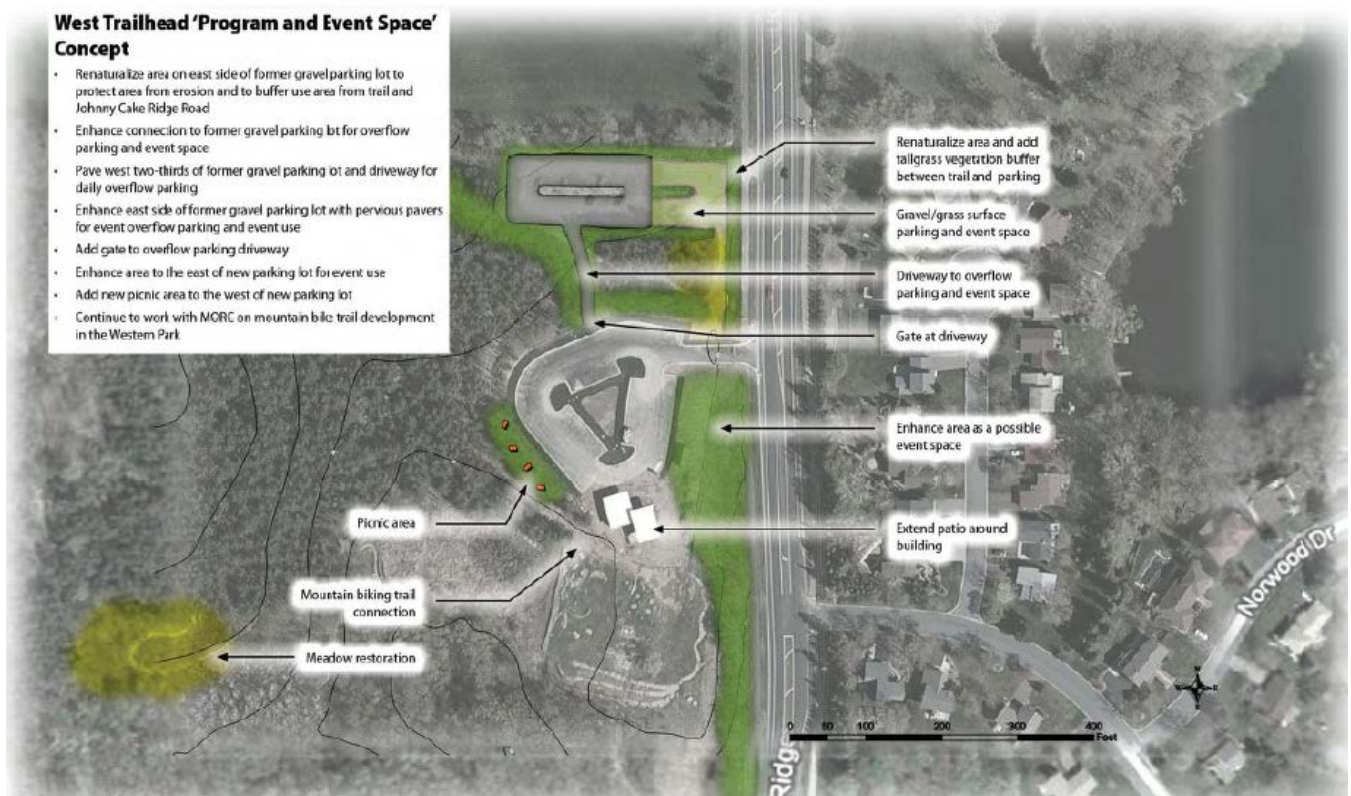 West Trailhead ‘Program and Event Space’
Concept
• Renaturalize area on east side of former gravel parking lot to
protect area from erosion and to buffer use area from trail and
Johnny Cake Ridge Road
• Enhance connection to former gravel parking lot for overflow
parking and event space
• Pave west two-thirds of former gravel parking lot and driveway for
daily overflow parking
• Enhance east side of former gravel parking lot with pervious pavers
for event overflow parking and event use
• Add gate to overflow parking driveway
• Enhance area to the east of new parking lot for event use
• Add new picnic area to the west of new parking lot
• Continue to work with MORC on mountain bike trail development
in the Western Park
Renaturalize area and add
tallgrass vegetation buffer
between trail and parking
Gravel/grass surface
parking and event space
Driveway to overflow
parking and event space
Gate at driveway
Enhance area as a possible
event space
Picnic area
Extend patio around
building
Mountain biking trail
connection
Meadow restoration
Norwood Dr
N
W E
S
0 50 100 200 300 400
Feet
Ridge